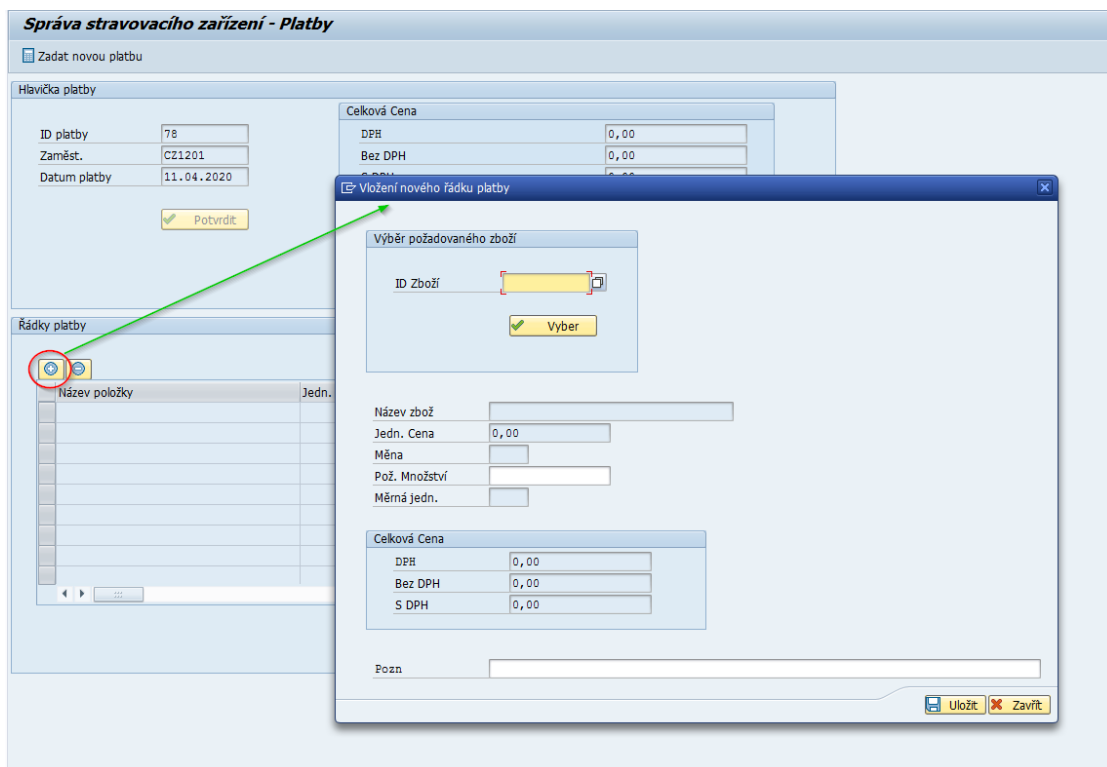 Správa stravovacího zařízení - Platby
Zadat novou platbu
Hlavička platby
ID platby 78
Zaměst. CZ1201
Datum platby 11.04.2020
Potvrdit
Celková Cena
DPH 0,00
Bez DPH 0,00
S DPH 0,00
Řádky platby
Název položky Jedn.
Vložení nového řádku platby
Výběr požadovaného zboží
ID Zboží
Vyber
Název zbož
Jedn. Cena 0,00
Měna
Pož. Množství
Měrná jedn.
Celková Cena
DPH 0,00
Bez DPH 0,00
S DPH 0,00
Pozn
Uložit Zavřít